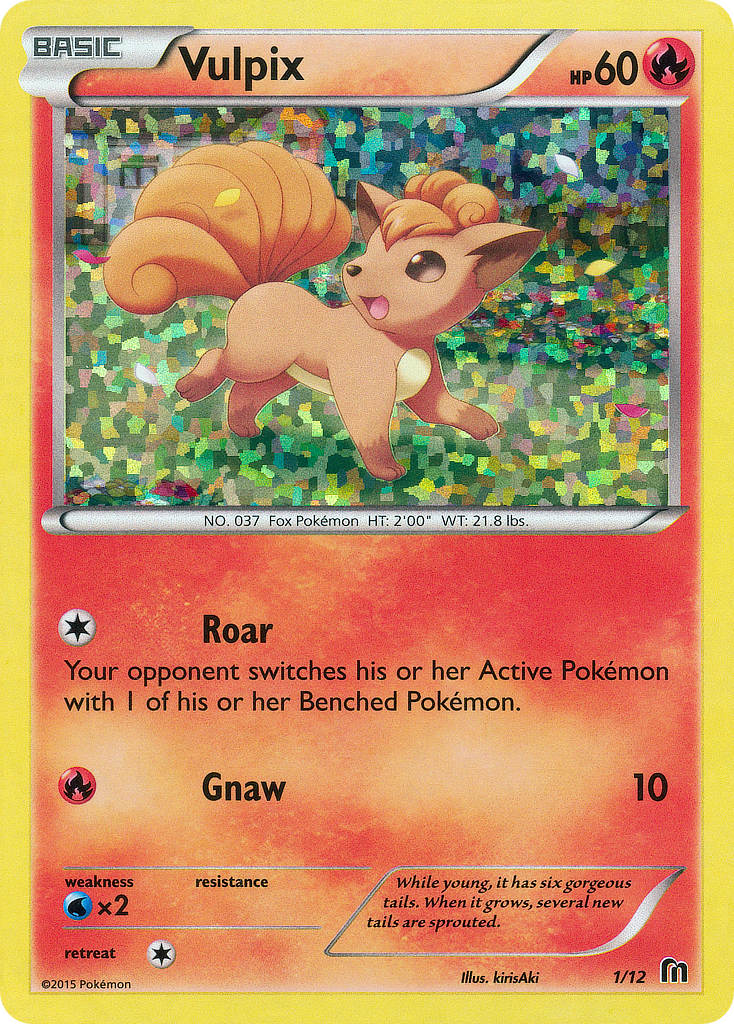 BASIC
Vulpix
HP60
NO. 037 Fox Pokémon HT: 2'00" WT: 21.8 lbs.
Roar
Your opponent switches his or her Active Pokémon
with 1 of his or her Benched Pokémon.
Gnaw 10
weakness resistance
×2
While young, it has six gorgeous
tails. When it grows, several new
tails are sprouted.
retreat
©2015 Pokémon
Illus. kirisAki
1/12 m